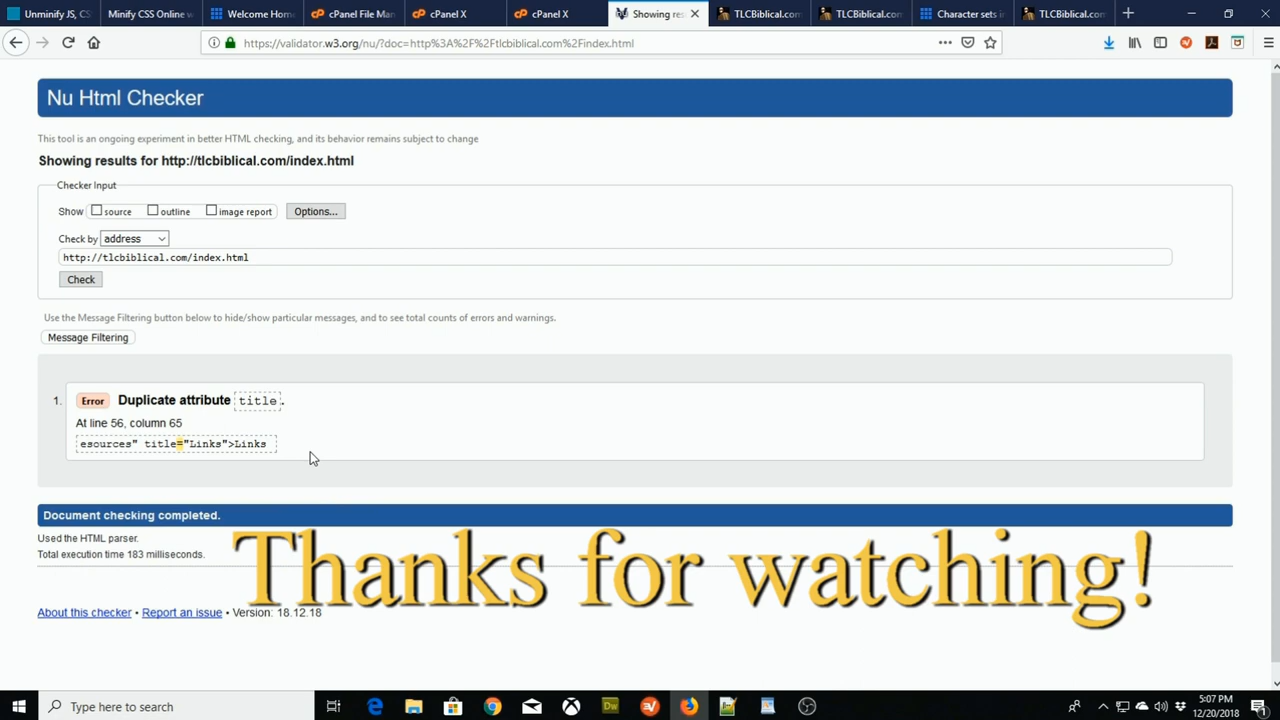 Unminify JS, CS
Minify CSS Online
Welcome Home
cPanel File Man
cPanel X
cPanel X
Showing res
TLCBiblical.com
TLCBiblical.com
Character sets i
TLCBiblical.com
https://validator.w3.org/nu/?doc=http%3A%2F%2Ftlcbiblical.com%2Findex.html
Nu Html Checker
This tool is an ongoing experiment in better HTML checking, and its behavior remains subject to change
Showing results for http://tlcbiblical.com/index.html
Checker Input
Show source outline image report Options...
Check by address
http://tlcbiblical.com/index.html
Check
Use the Message Filtering button below to hide/show particular messages, and to see total counts of errors and warnings.
Message Filtering
1. Error Duplicate attribute title.
At line 56, column 65
esources" title="Links">Links
Document checking completed.
Used the HTML parser.
Total execution time 183 milliseconds.
Thanks for watching!
About this checker • Report an issue • Version: 18.12.18
Type here to search
Dw
5:07 PM
12/20/2018